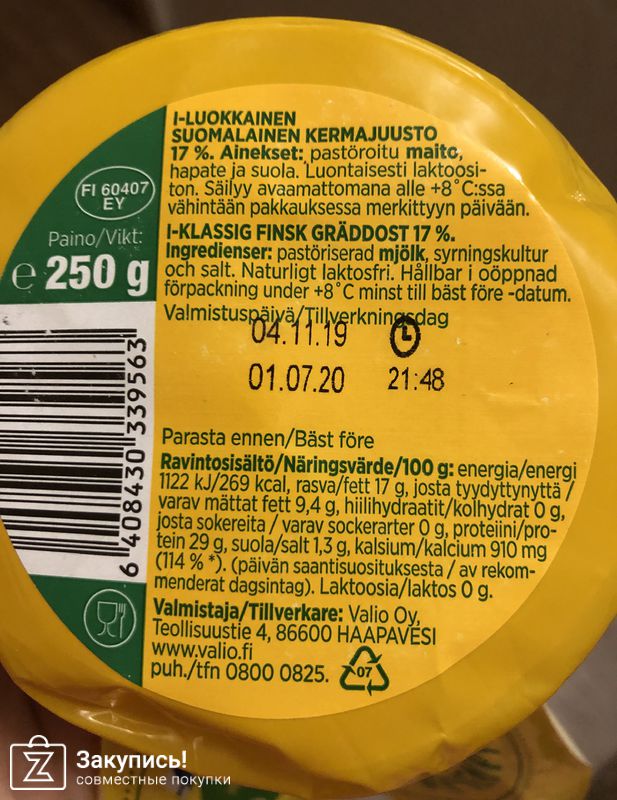 I-LUOKKAINEN
SUOMALAINEN KERMAJUUSTO
17 %. Ainekset: pastöroitu maito,
hapate ja suola. Luontaisesti laktoosi-
ton. Säilyy avaamattomana alle +8°C:ssa
vähintään pakkauksessa merkittyyn päivään.
I-KLASSIG FINSK GRÄDDOST 17 %.
Ingredienser: pastöriserad mjölk, syrningskultur
och salt. Naturligt laktosfri. Hållbar i oöppnad
förpackning under +8°C minst till bäst före -datum.
Valmistuspäivä/Tillverkningsdag
04.11.19
01.07.20 21:48
Parasta ennen/Bäst före
Ravintosisältö/Näringsvärde/100 g: energia/energi
1122 kJ/269 kcal, rasva/fett 17 g, josta tyydyttynyttä /
varav mättat fett 9,4 g, hiilihydraatit/kolhydrat 0 g,
josta sokereita / varav sockerarter 0 g, proteiini/pro-
tein 29 g, suola/salt 1,3 g, kalsium/kalcium 910 mg
(114 % *). (päivän saantisuosituksesta / av rekom-
menderat dagsintag). Laktoosia/laktos 0 g.
Valmistaja/Tillverkare: Valio Oy,
Teollisuustie 4, 86600 HAAPAVESI
www.valio.fi
puh./tfn 0800 0825.
07
FI 60407
EY
Paino/Vikt:
e 250 g
6 408430 339563
Z
Закупись!
совместные покупки